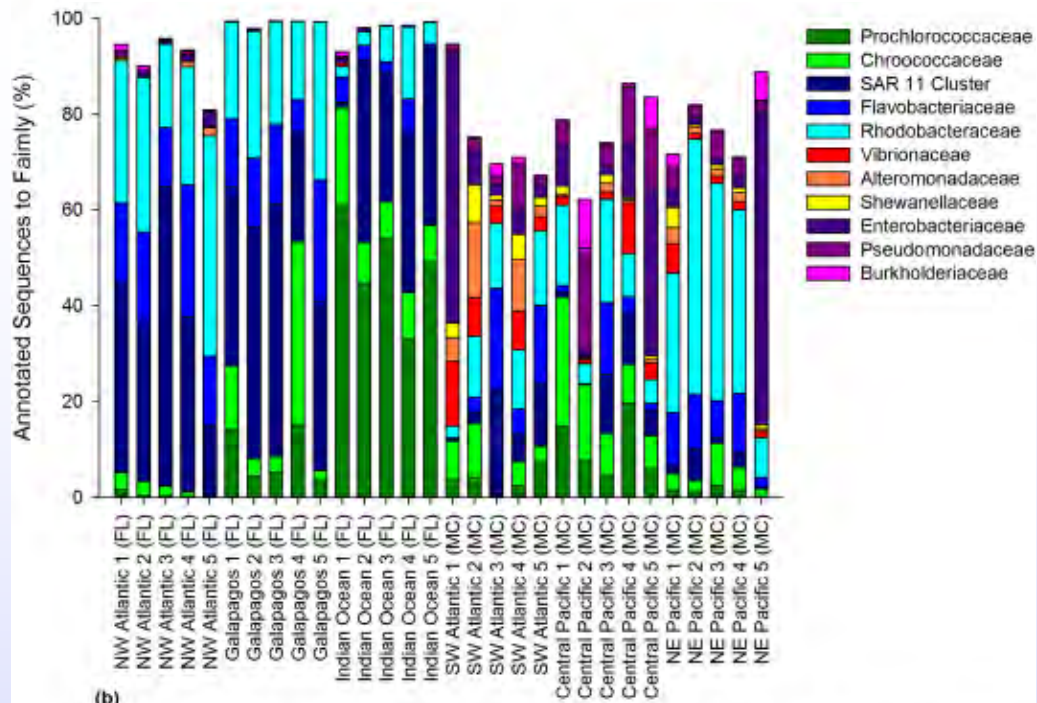 100
80
60
40
20
0
Annotated Sequences to Faimly (%)
Prochlorococcaceae
Chroococcaceae
SAR 11 Cluster
Flavobacteriaceae
Rhodobacteraceae
Vibrionaceae
Alteromonadaceae
Shewanellaceae
Enterobacteriaceae
Pseudomonadaceae
Burkholderiaceae
NW Atlantic 1 (FL)
NW Atlantic 2 (FL)
NW Atlantic 3 (FL)
NW Atlantic 4 (FL)
NW Atlantic 5 (FL)
Galapagos 1 (FL)
Galapagos 2 (FL)
Galapagos 3 (FL)
Galapagos 4 (FL)
Galapagos 5 (FL)
Indian Ocean 1 (FL)
Indian Ocean 2 (FL)
Indian Ocean 3 (FL)
Indian Ocean 4 (FL)
Indian Ocean 5 (FL)
SW Atlantic 1 (MC)
SW Atlantic 2 (MC)
SW Atlantic 3 (MC)
SW Atlantic 4 (MC)
SW Atlantic 5 (MC)
Central Pacific 1 (MC)
Central Pacific 2 (MC)
Central Pacific 3 (MC)
Central Pacific 4 (MC)
Central Pacific 5 (MC)
NE Pacific 1 (MC)
NE Pacific 2 (MC)
NE Pacific 3 (MC)
NE Pacific 4 (MC)
NE Pacific 5 (MC)
(b)